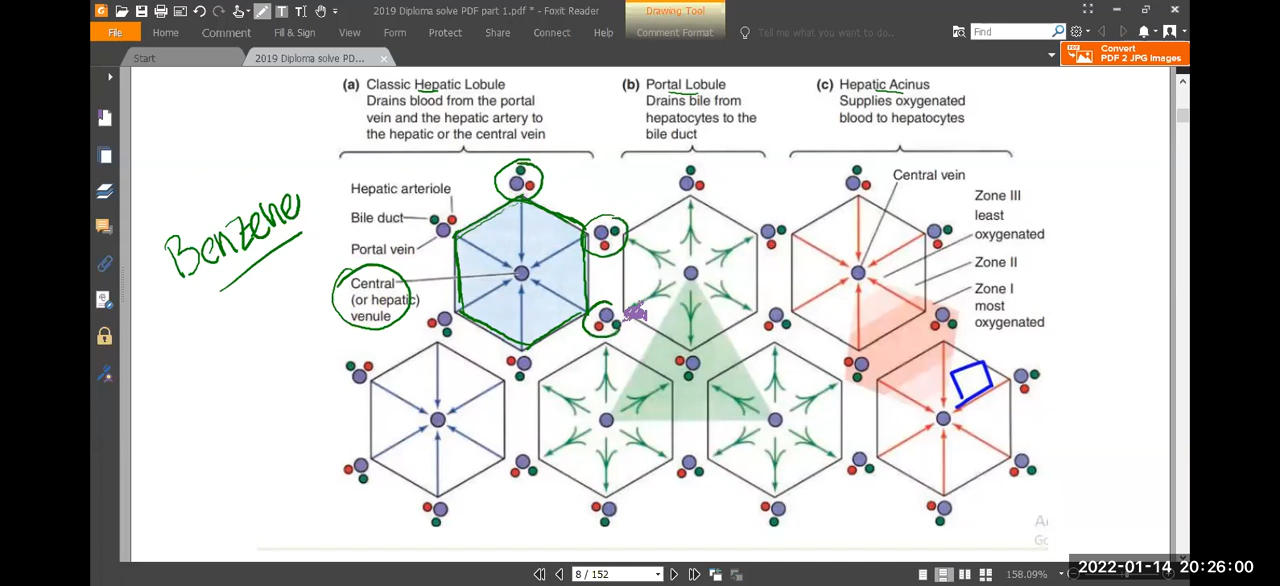 2019 Diploma solve PDF part 1.pdf * - Foxit Reader
Drawing Tool
File
Home
Comment
Fill & Sign
View
Form
Protect
Share
Connect
Help
Comment Format
Tell me what you want to do...
Find
Start
2019 Diploma solve PD...
Convert
PDF 2 JPG Images
(a) Classic Hepatic Lobule
Drains blood from the portal
vein and the hepatic artery to
the hepatic or the central vein
(b) Portal Lobule
Drains bile from
hepatocytes to the
bile duct
(c) Hepatic Acinus
Supplies oxygenated
blood to hepatocytes
Hepatic arteriole
Bile duct
Portal vein
Central
(or hepatic)
venule
Benzene
Central vein
Zone III
least
oxygenated
Zone II
Zone I
most
oxygenated
8 / 152
158.09%
2022-01-14 20:26:00